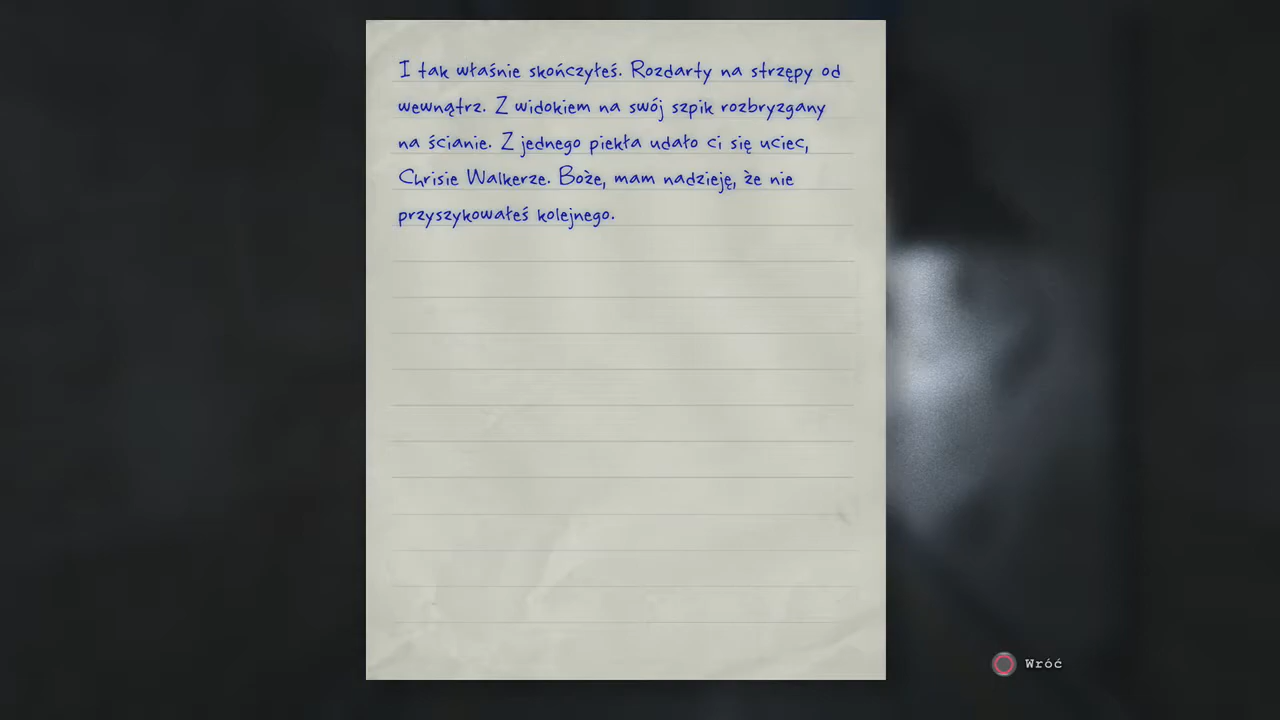 I tak właśnie skończyłeś. Rozdarty na strzępy od
wewnątrz. Z widokiem na swój szpik rozbryzgany
na ścianie. Z jednego piekła udało ci się uciec,
Chrisie Walkerze. Boże, mam nadzieję, że nie
przyszykowałeś kolejnego.
Wróć